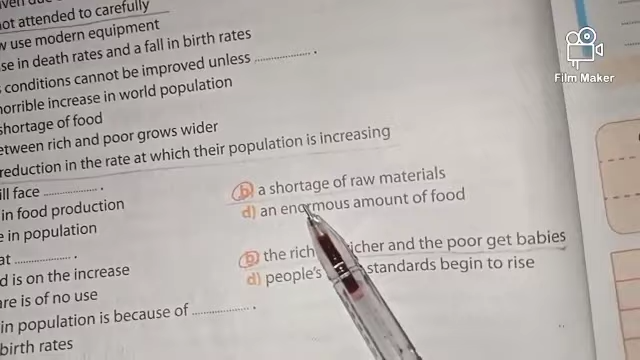 not attended to carefully
use modern equipment
se in death rates and a fall in birth rates
conditions cannot be improved unless ................ .
horrible increase in world population
shortage of food
etween rich and poor grows wider
reduction in the rate at which their population is increasing
ill face ................ .
in food production
b) a shortage of raw materials
d) an enormous amount of food
e in population
at ................ .
d is on the increase
b) the rich richer and the poor get babies
are is of no use
d) people's standards begin to rise
in population is because of ................ .
birth rates
Film Maker